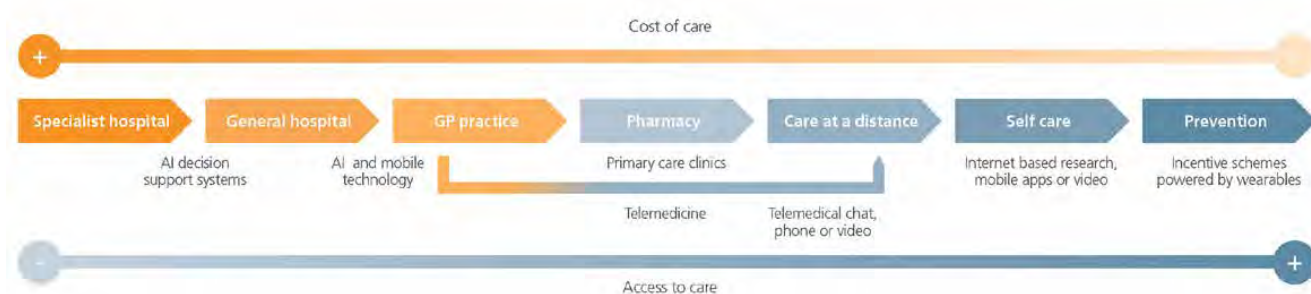 Cost of care
+
Specialist hospital
General hospital
GP practice
Pharmacy
Care at a distance
Self care
Prevention
AI decision
support systems
AI and mobile
technology
Primary care clinics
Internet based research,
mobile apps or video
Incentive schemes
powered by wearables
Telemedicine
Telemedical chat,
phone or video
+
Access to care